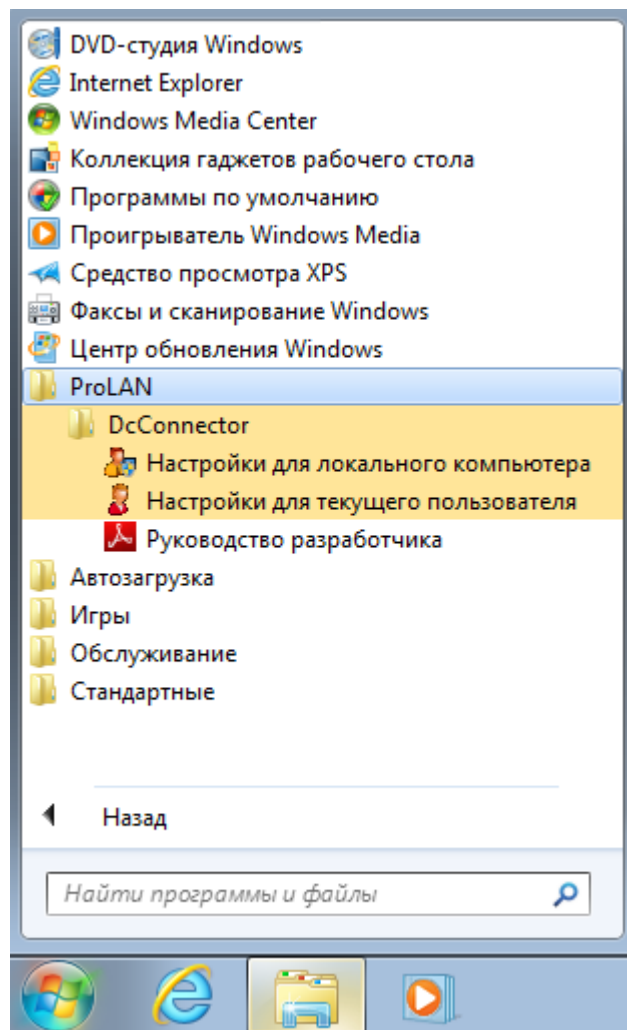 DVD-студия Windows
Internet Explorer
Windows Media Center
Коллекция гаджетов рабочего стола
Программы по умолчанию
Проигрыватель Windows Media
Средство просмотра XPS
Факсы и сканирование Windows
Центр обновления Windows
ProLAN
DcConnector
Настройки для локального компьютера
Настройки для текущего пользователя
Руководство разработчика
Автозагрузка
Игры
Обслуживание
Стандартные
Назад
Найти программы и файлы